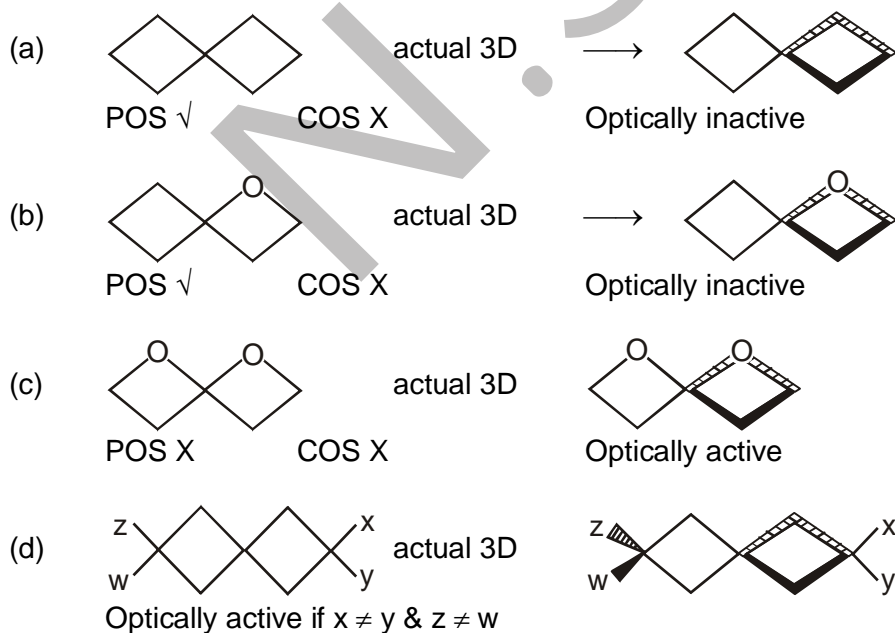 (a) actual 3D ⟶
POS √ COS X Optically inactive
(b) O actual 3D ⟶ O
POS √ COS X Optically inactive
(c) O O actual 3D O O
POS X COS X Optically active
(d) z w x y actual 3D z w x y
Optically active if x ≠ y & z ≠ w